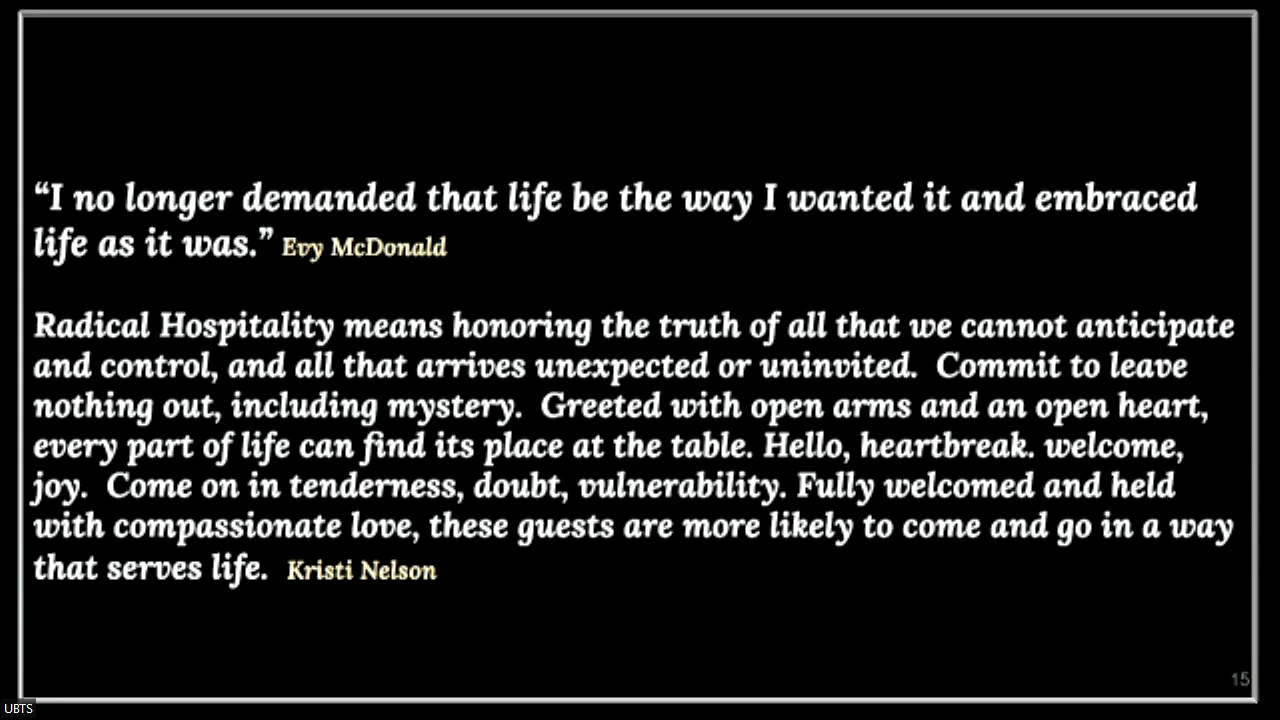 “I no longer demanded that life be the way I wanted it and embraced
life as it was.” Evy McDonald
Radical Hospitality means honoring the truth of all that we cannot anticipate
and control, and all that arrives unexpected or uninvited.  Commit to leave
nothing out, including mystery.  Greeted with open arms and an open heart,
every part of life can find its place at the table. Hello, heartbreak. welcome,
joy.  Come on in tenderness, doubt, vulnerability. Fully welcomed and held
with compassionate love, these guests are more likely to come and go in a way
that serves life.  Kristi Nelson
15
UBTS